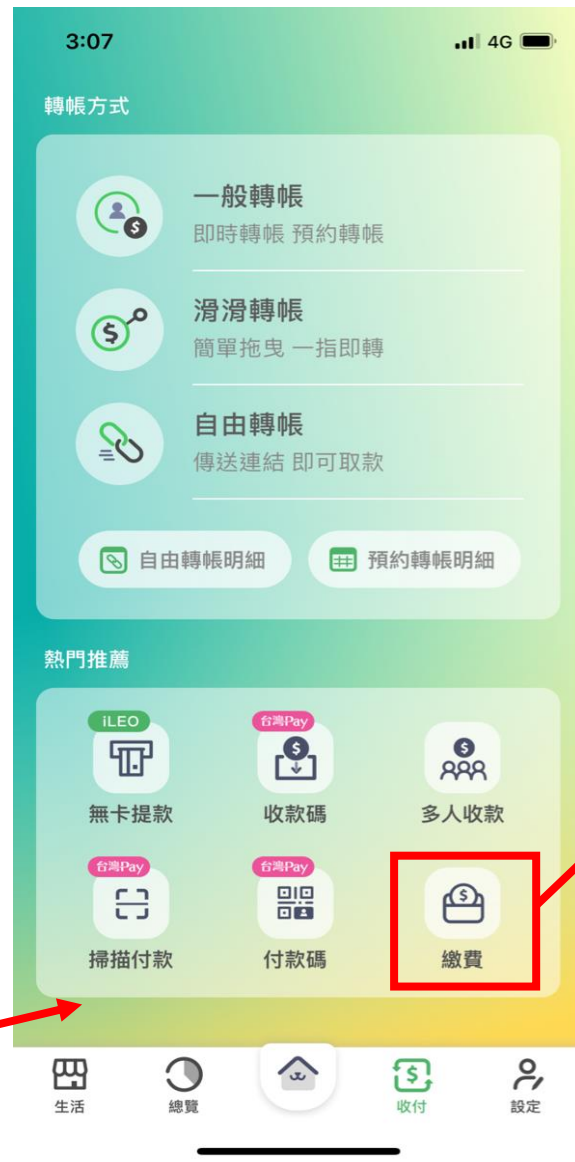 3:07
4G
轉帳方式
一般轉帳
即時轉帳 預約轉帳
滑滑轉帳
簡單拖曳 一指即轉
自由轉帳
傳送連結 即可取款
自由轉帳明細
預約轉帳明細
熱門推薦
iLEO
台灣Pay
無卡提款
收款碼
多人收款
台灣Pay
台灣Pay
掃描付款
付款碼
繳費
生活
總覽
收付
設定